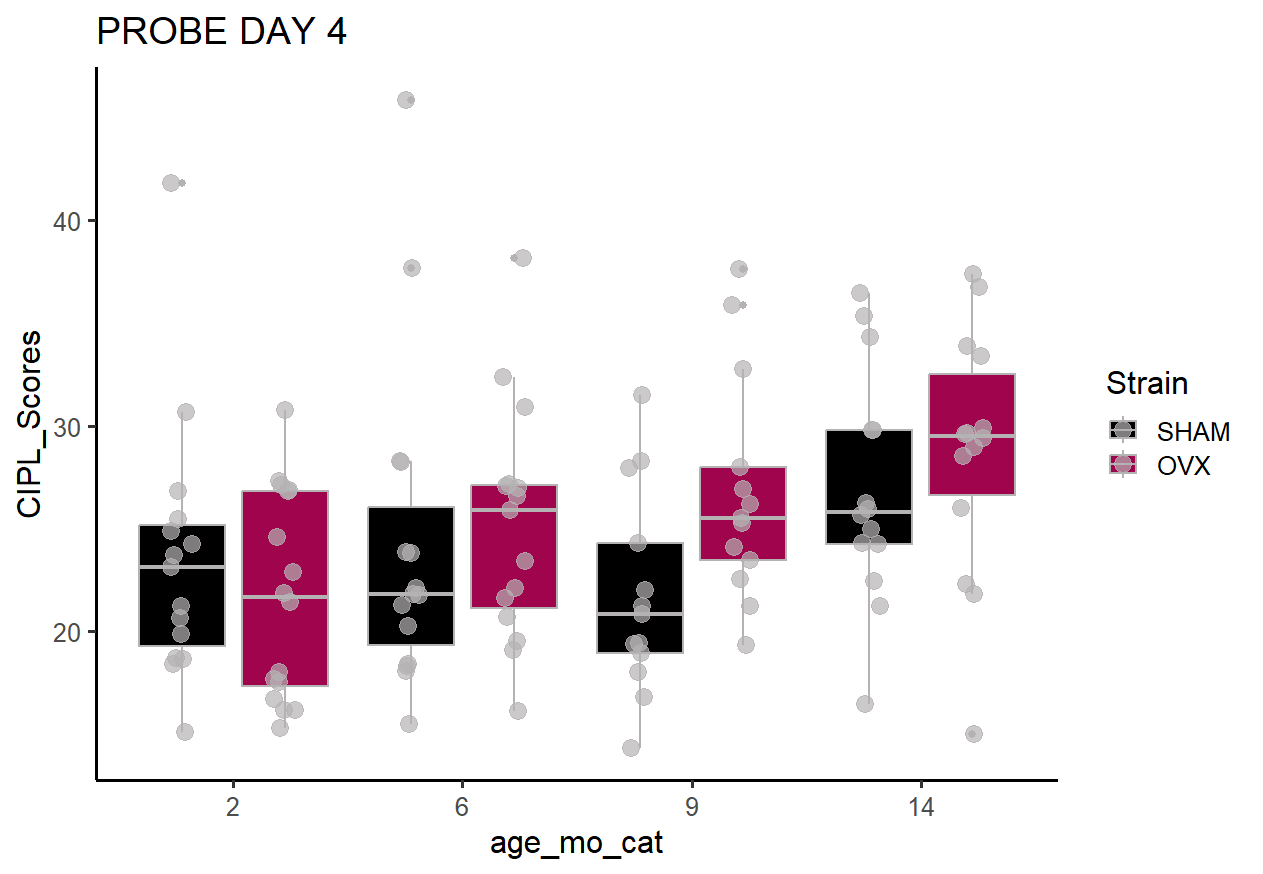 PROBE DAY 4
CIPL_Scores
40
30
20
2 6 9 14
age_mo_cat
Strain
SHAM
OVX